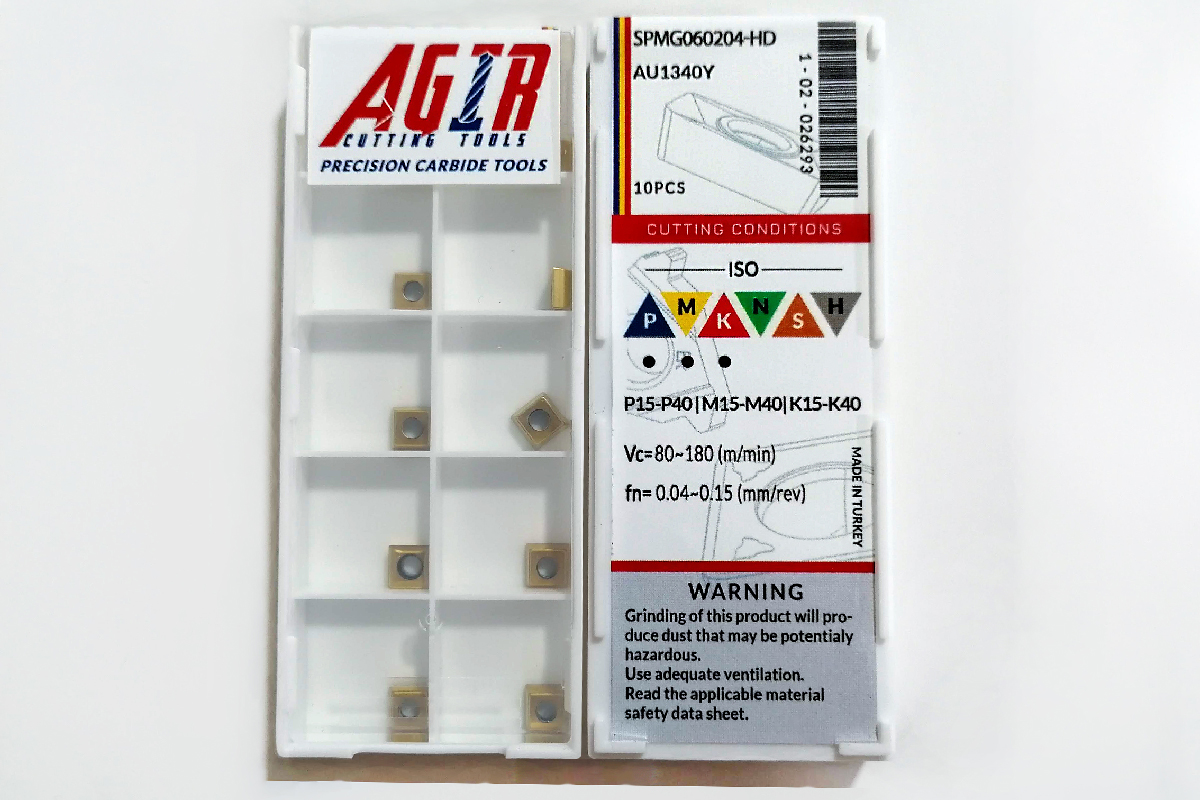 AGIR
CUTTING TOOLS
PRECISION CARBIDE TOOLS
SPMG060204-HD
AU1340Y
10PCS
1-02-026293
CUTTING CONDITIONS
ISO
P M K N S H
P15-P40|M15-M40|K15-K40
Vc=80~180 (m/min)
fn= 0.04~0.15 (mm/rev)
MADE IN TURKEY
WARNING
Grinding of this product will pro-
duce dust that may be potentialy
hazardous.
Use adequate ventilation.
Read the applicable material
safety data sheet.